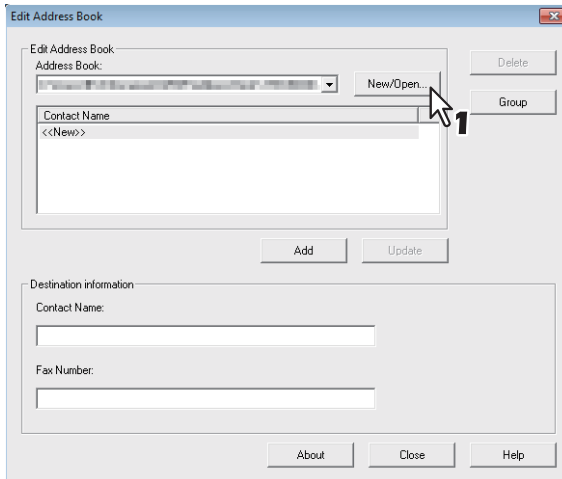 Edit Address Book
Edit Address Book
Address Book:
New/Open...
Delete
Group
1
Contact Name
<<New>>
Add
Update
Destination information
Contact Name:
Fax Number:
About
Close
Help